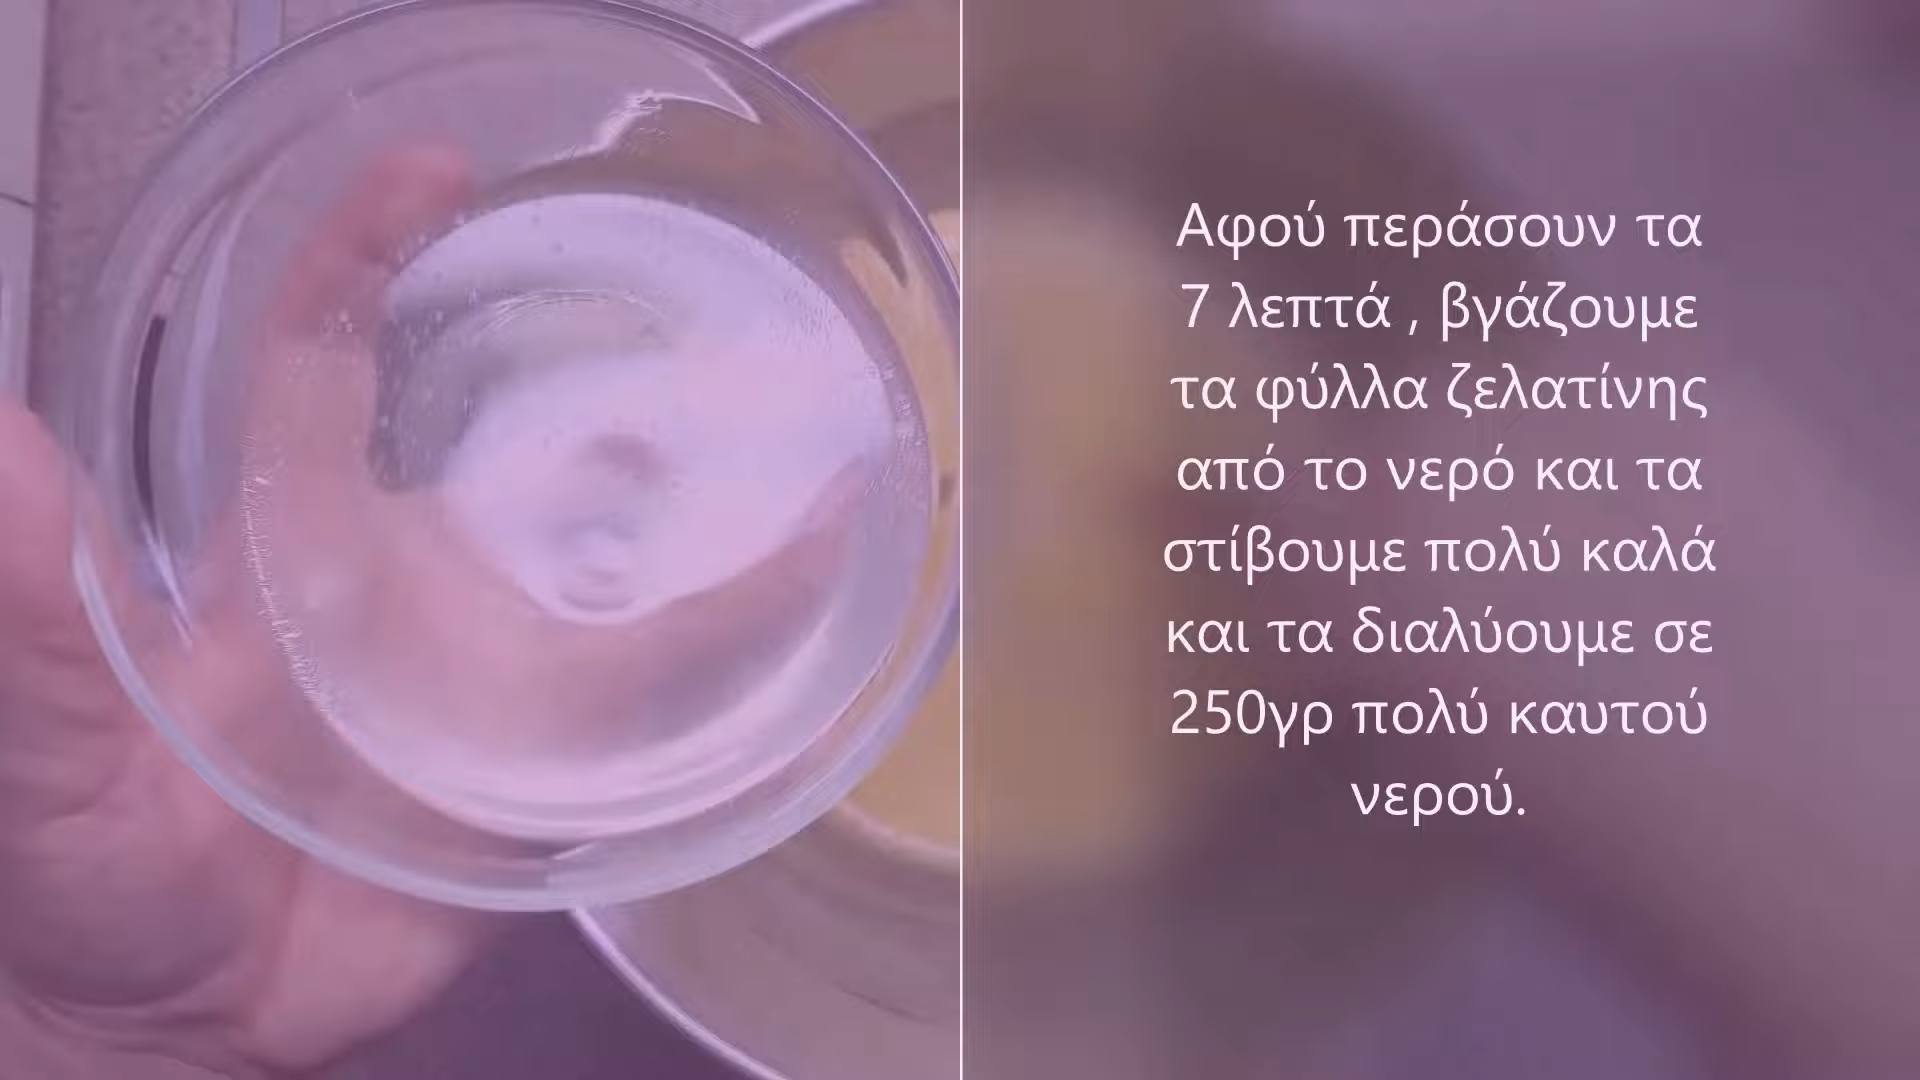 Αφού περάσουν τα
7 λεπτά , βγάζουμε
τα φύλλα ζελατίνης
από το νερό και τα
στίβουμε πολύ καλά
και τα διαλύουμε σε
250γρ πολύ καυτού
νερού.